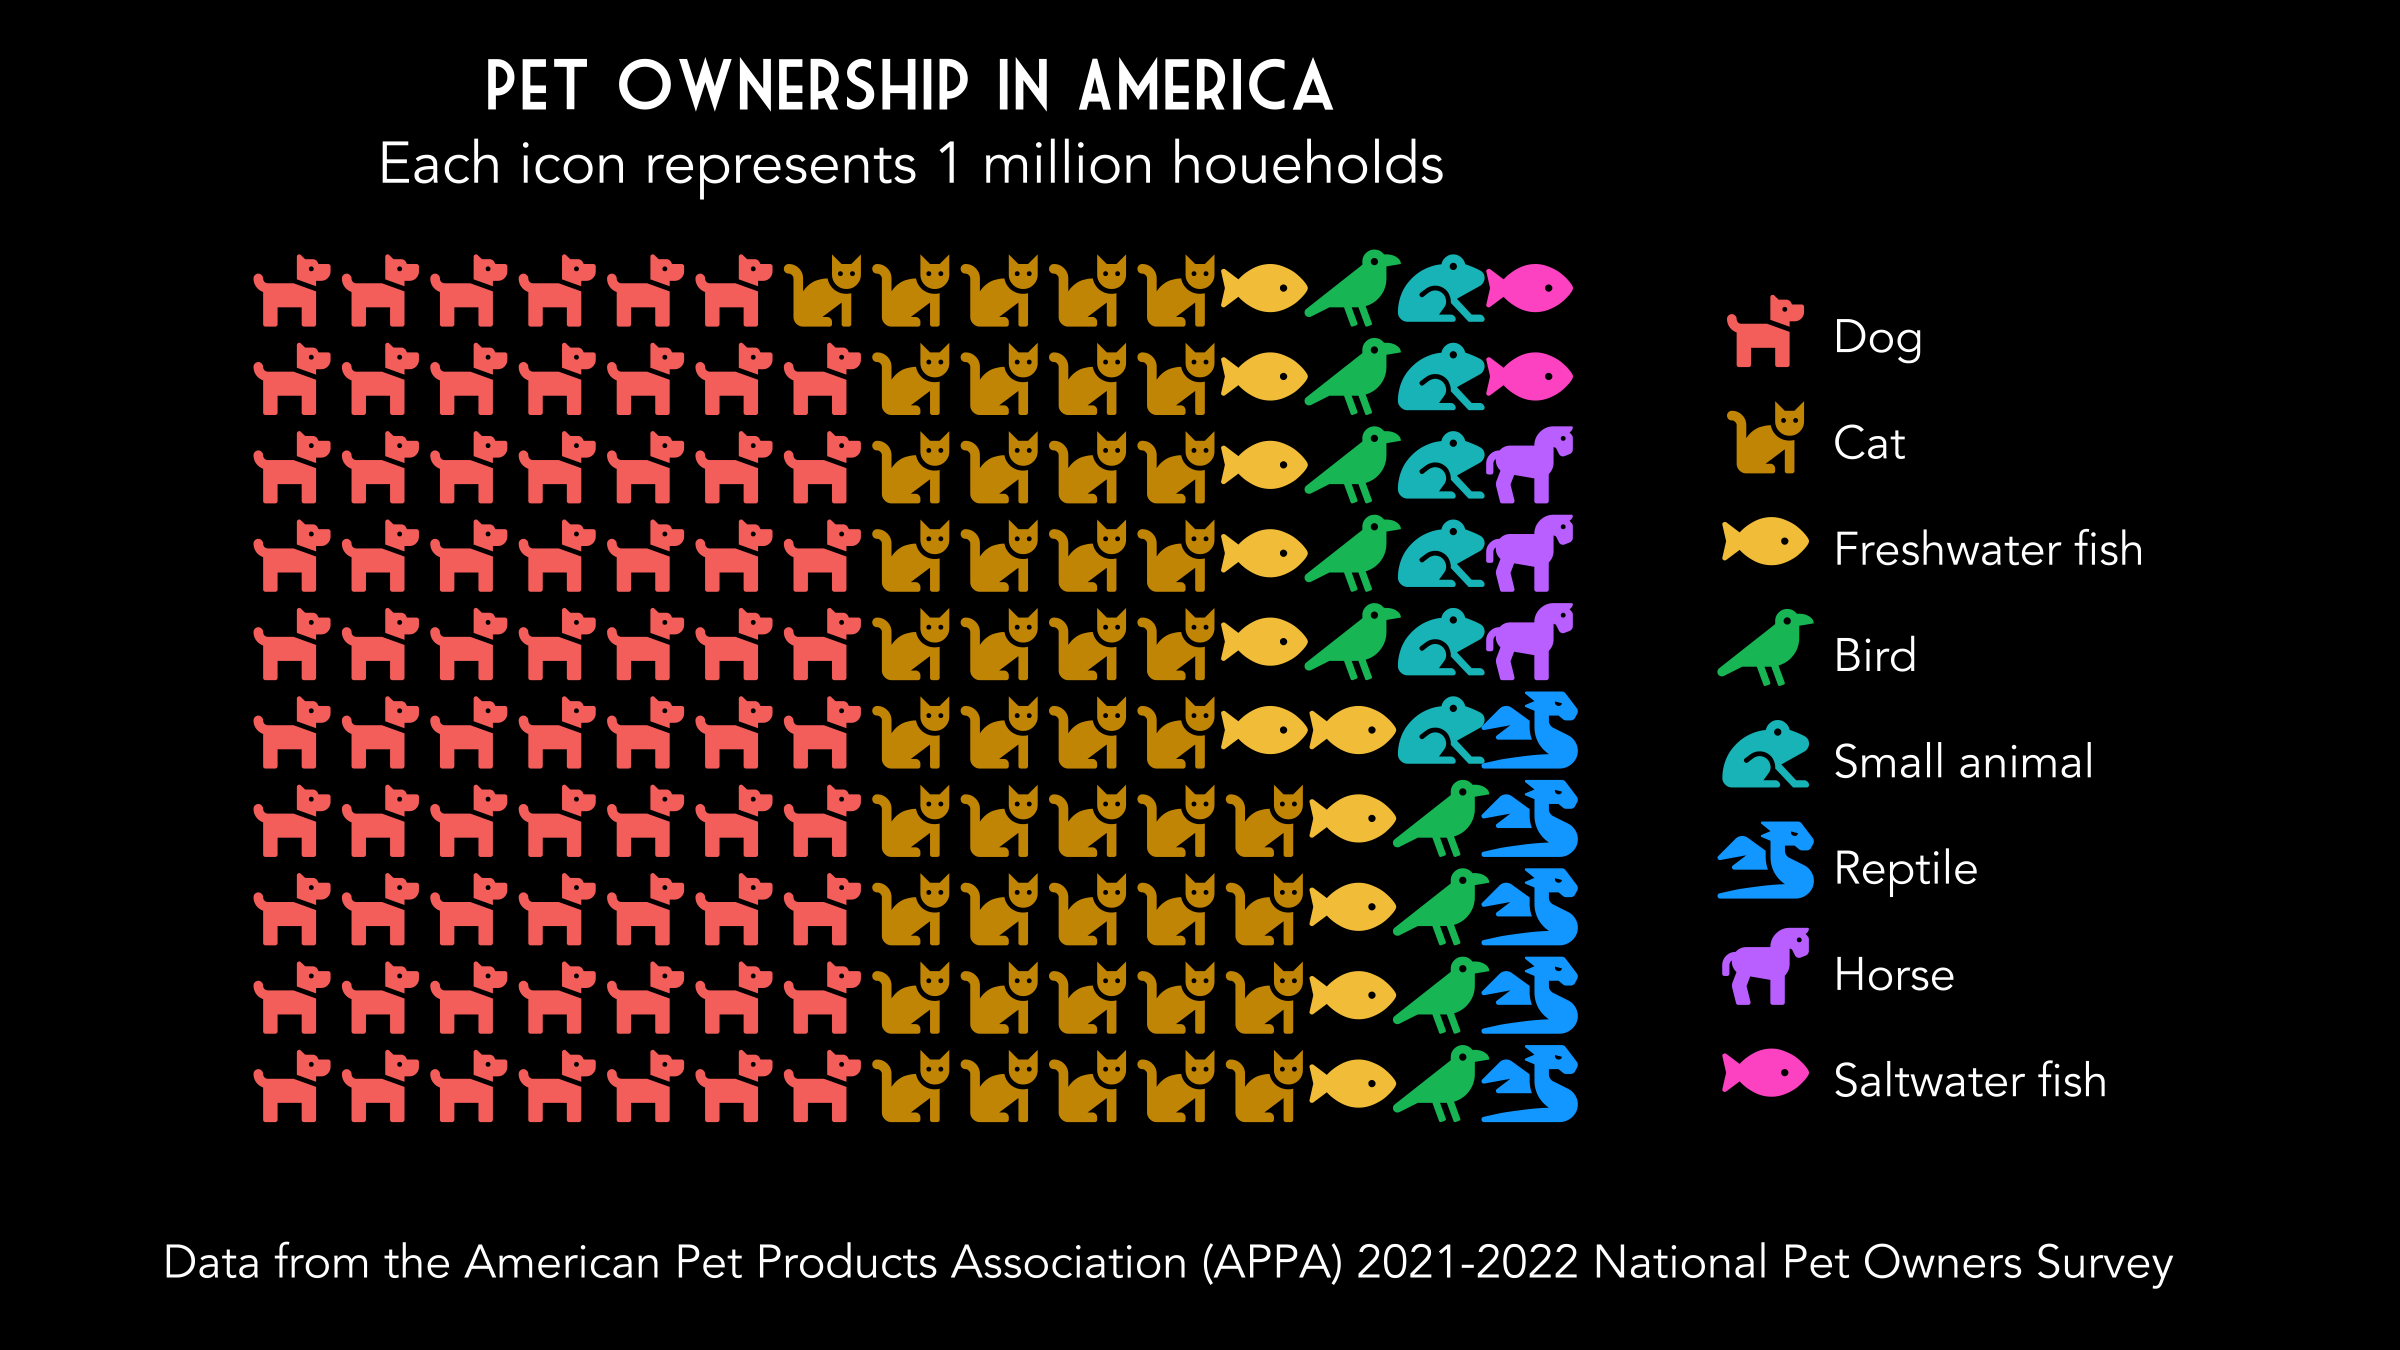 PET OWNERSHIP IN AMERICA
Each icon represents 1 million houeholds
Dog
Cat
Freshwater fish
Bird
Small animal
Reptile
Horse
Saltwater fish
Data from the American Pet Products Association (APPA) 2021-2022 National Pet Owners Survey